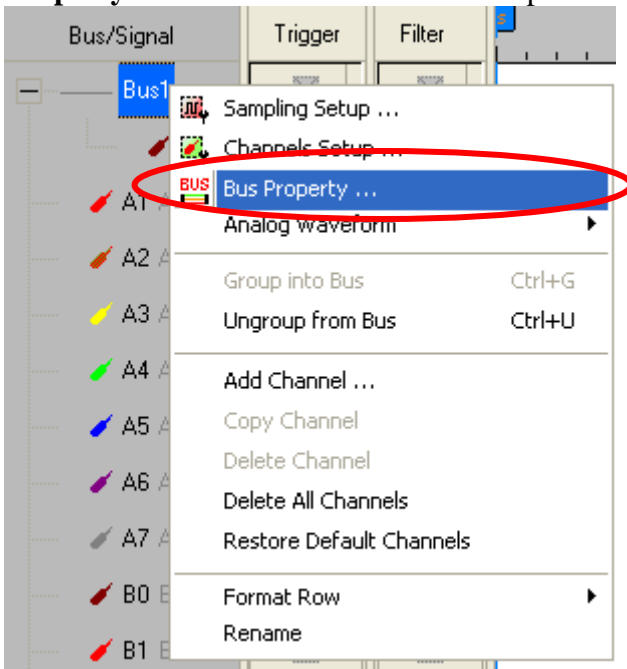 Bus/Signal Trigger Filter
Bus1
Sampling Setup ...
Channels Setup ...
BUS Bus Property ...
A1
Analog Waveform
A2 A
Group into Bus Ctrl+G
A3 A
Ungroup from Bus Ctrl+U
A4 A
Add Channel ...
A5 A
Copy Channel
Delete Channel
A6 A
Delete All Channels
A7 A
Restore Default Channels
B0 B
Format Row
Rename
B1 B